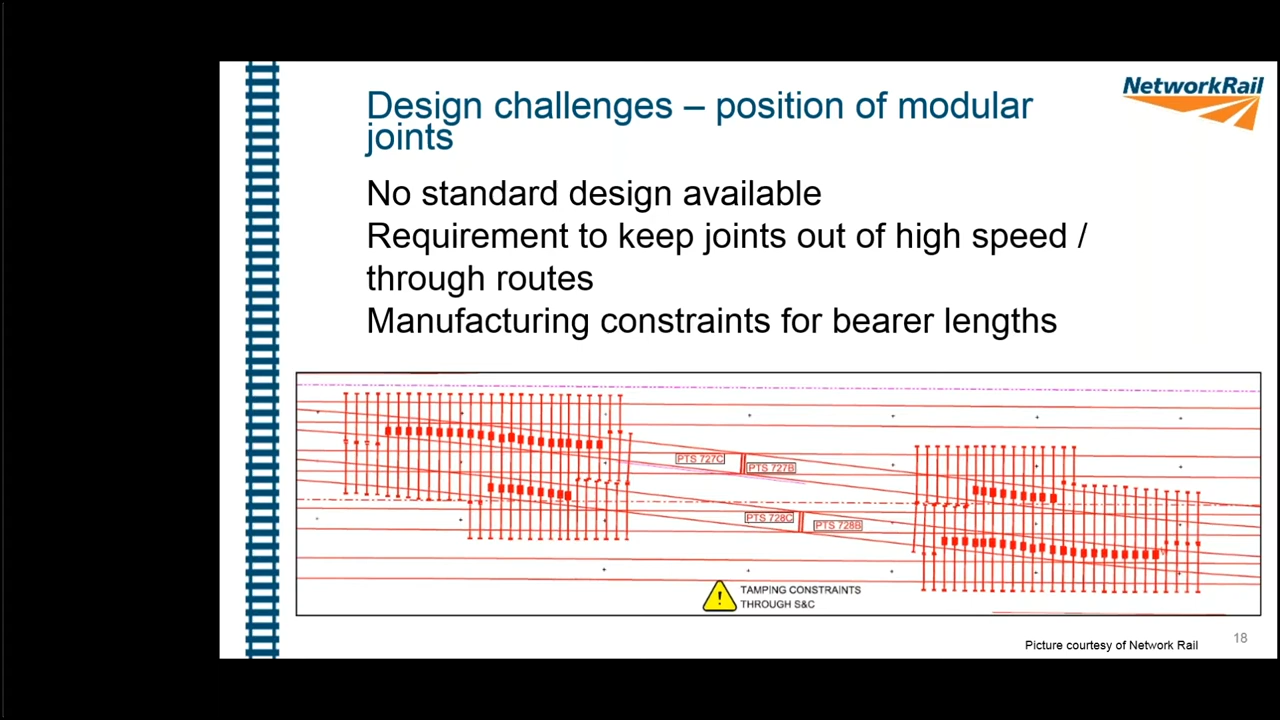 Design challenges – position of modular
joints
NetworkRail
No standard design available
Requirement to keep joints out of high speed /
through routes
Manufacturing constraints for bearer lengths
PTS 727C
PTS 727B
PTS 728C
PTS 728B
TAMPING CONSTRAINTS
THROUGH S&C
Picture courtesy of Network Rail
18